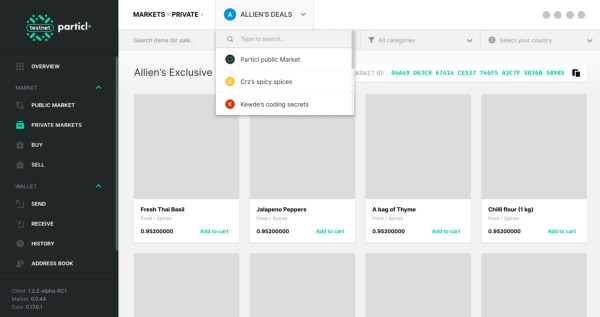 testnet particl
OVERVIEW
MARKET
PUBLIC MARKET
PRIVATE MARKETS
BUY
SELL
WALLET
SEND
RECEIVE
HISTORY
ADDRESS BOOK
Client 1.2.2-alpha-RC1
Market 0.0.44
Core 0.17.0.1
MARKETS › PRIVATE ›
A ALLIEN'S DEALS
Type to search..
Particl public Market
C Crz's spicy spices
K Kewde's coding secrets
Search items for sale..
All categories
Select your country
Allien's Exclusive
MARKET ID: 04A49 D63C9 67414 CE537 746F5 A3C7F 5836B 5B985
Fresh Thai Basil
Food › Spices
0.95200000 Add to cart
Jalapeno Peppers
Food › Spices
0.95200000 Add to cart
A bag of Thyme
Food › Spices
0.95200000 Add to cart
Chilli flour (1 kg)
Food › Spices
0.95200000 Add to cart